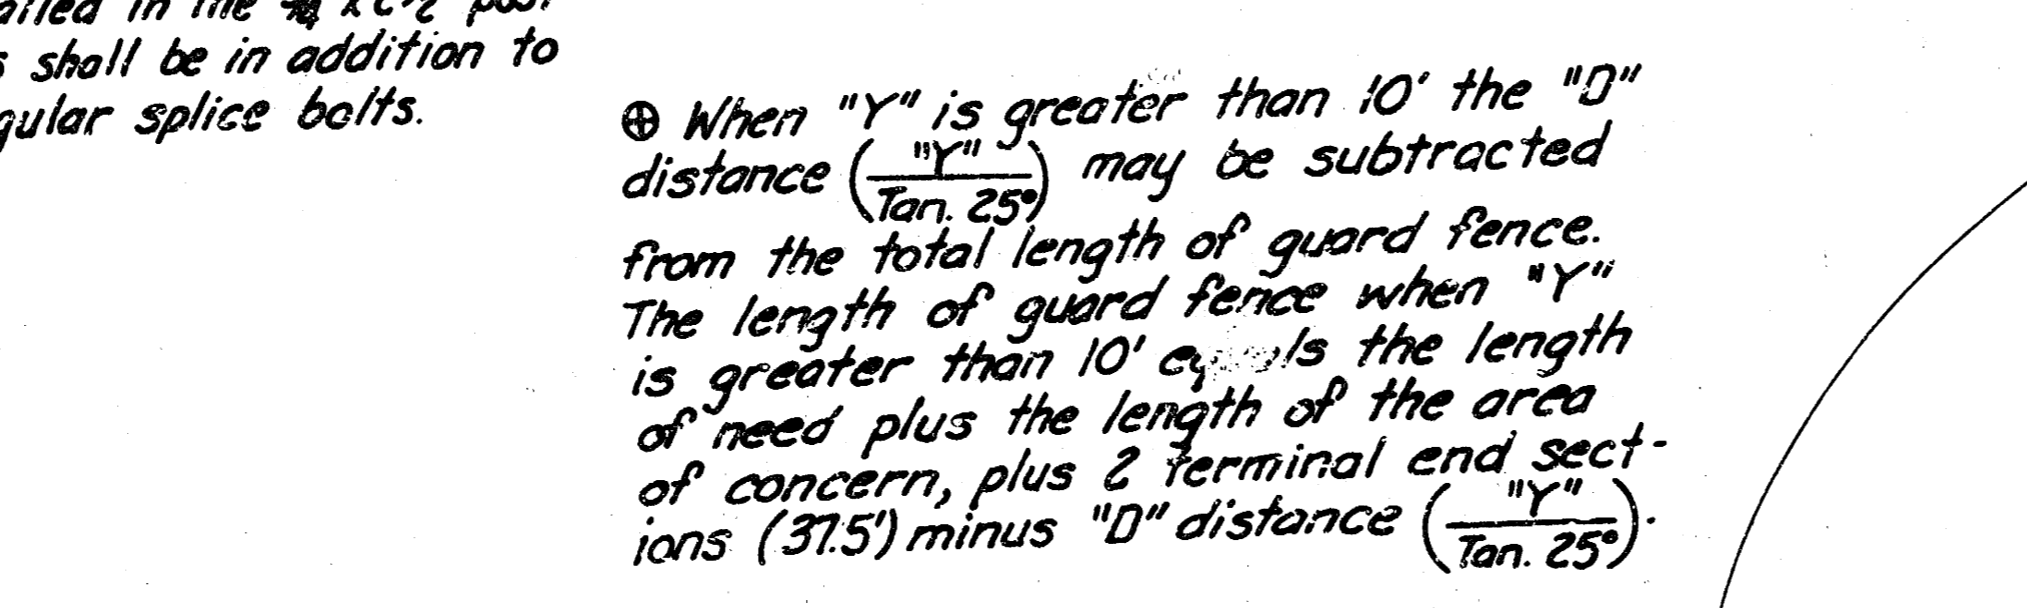 in the
shall be in addition to
splice bolts.
⊕ When "Y" is greater than 10' the "D"
distance ("Y" / Tan. 25°) may be subtracted
from the total length of guard fence.
The length of guard fence when "Y"
is greater than 10' equals the length
of need plus the length of the area
of concern, plus 2 terminal end sect-
ions (37.5') minus "D" distance ("Y" / Tan. 25°).